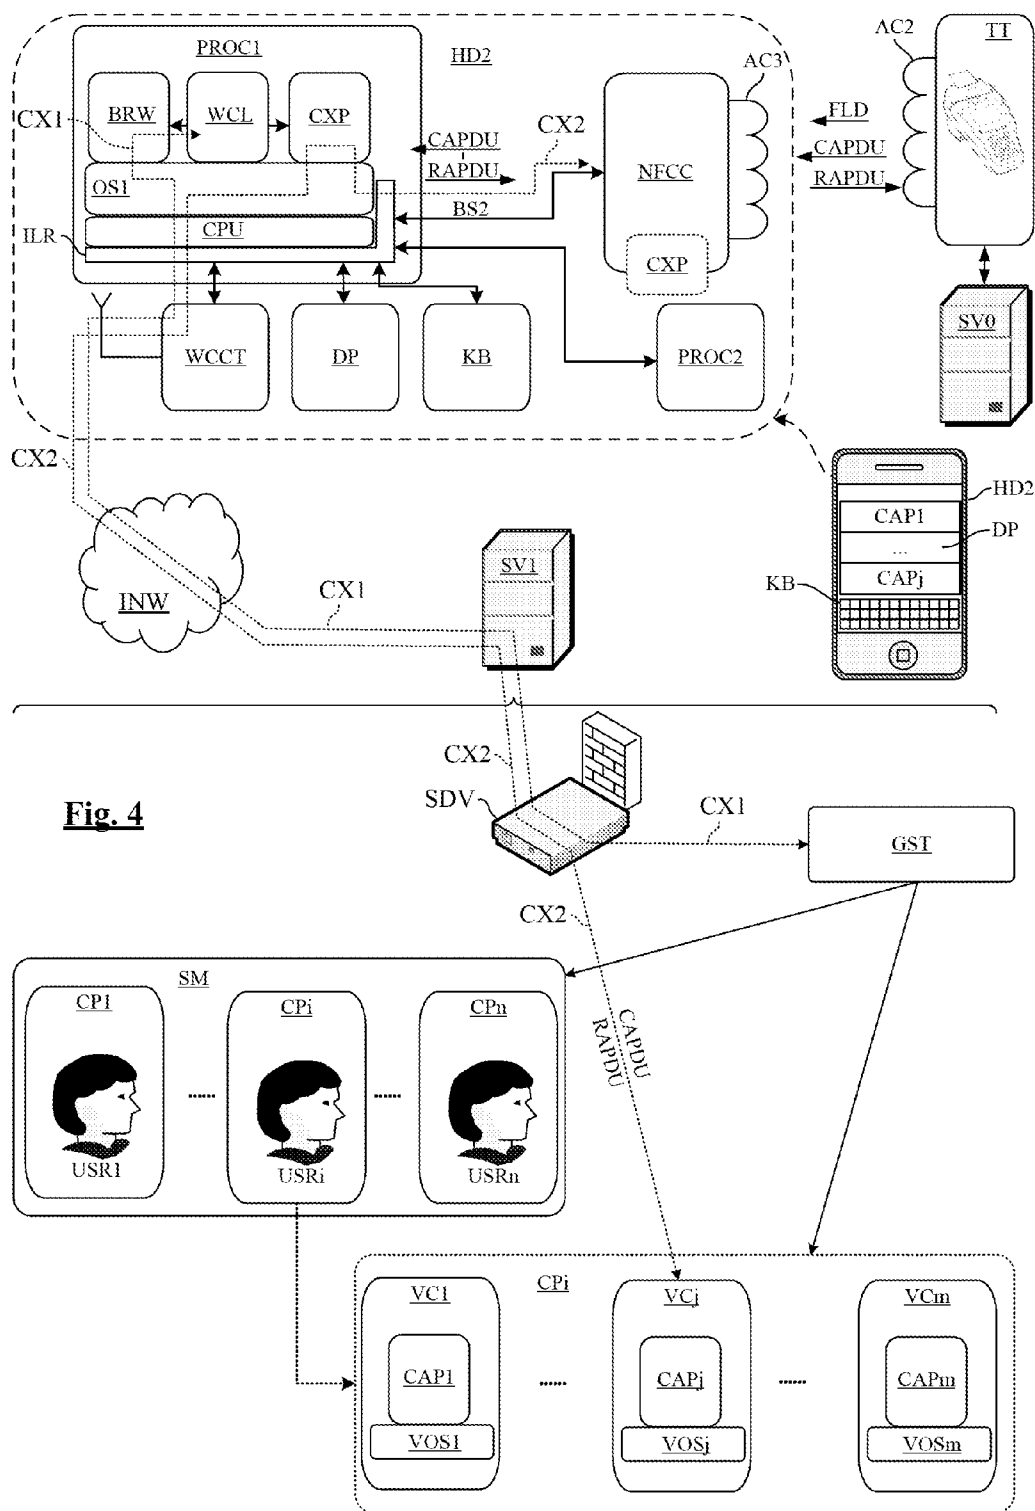 PROC1
HD2
AC2
TT
AC3
CX1
BRW
WCL
CXP
CX2
FLD
CAPDU
RAPDU
CAPDU
RAPDU
NFCC
OS1
BS2
CPU
ILR
CXP
WCCT
DP
KB
PROC2
SV0
CX2
HD2
CAP1
DP
...
CAPj
KB
INW
CX1
SV1
CX2
SDV
Fig. 4
CX1
GST
CX2
SM
CP1
CPi
CPn
CAPDU
RAPDU
......
......
USR1
USRi
USRn
CPi
VC1
VCj
VCm
CAP1
CAPj
CAPm
......
......
VOS1
VOSj
VOSm